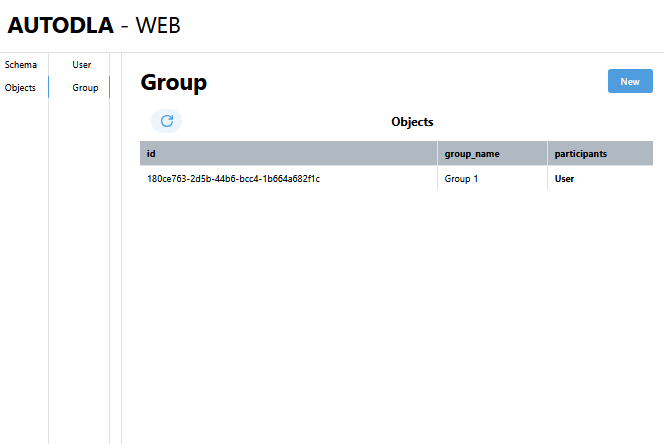 AUTODLA - WEB
Schema
Objects
User
Group
Group
New
Objects
id group_name participants
180ce763-2d5b-44b6-bcc4-1b664a682f1c Group 1 User